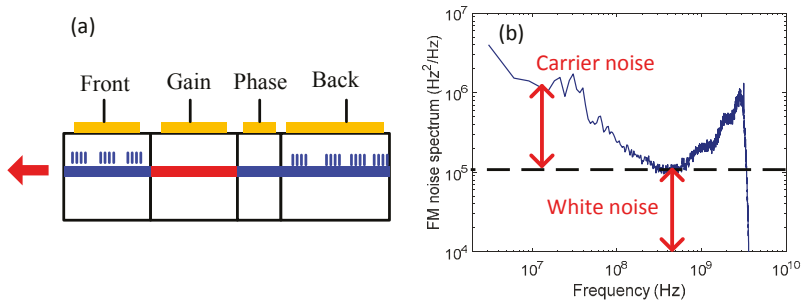 (a)
Front Gain Phase Back
(b)
FM noise spectrum (Hz²/Hz)
10⁷
10⁶
10⁵
10⁴
Carrier noise
White noise
10⁷ 10⁸ 10⁹ 10¹⁰
Frequency (Hz)